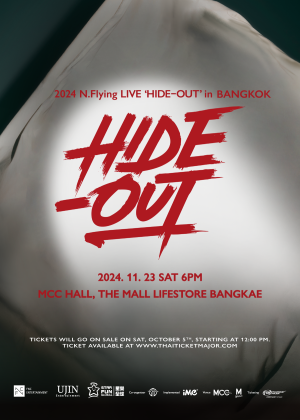 2024 N.Flying LIVE 'HIDE-OUT' in BANGKOK
HIDE
-OUT
2024. 11. 23 SAT 6PM
MCC HALL, THE MALL LIFESTORE BANGKAE
TICKETS WILL GO ON SALE ON SAT, OCTOBER 5TH, STARTING AT 12:00 PM.
TICKET AVAILABLE AT WWW.THAITICKETMAJOR.COM
UJIN
iMe
MCC
M